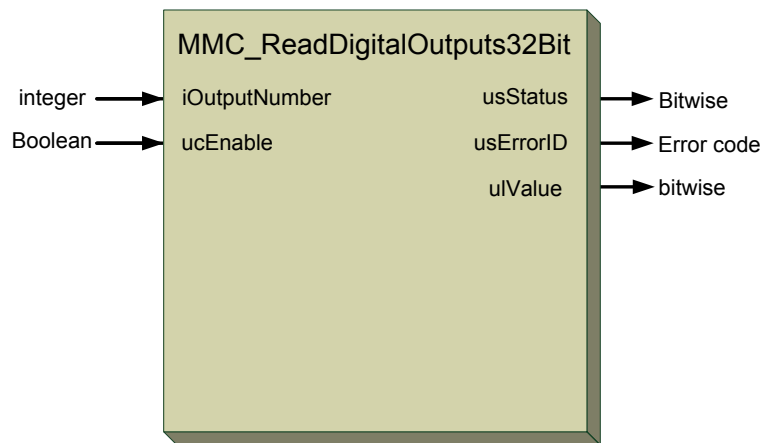 MMC_ReadDigitalOutputs32Bit
integer iOutputNumber usStatus Bitwise
Boolean ucEnable usErrorID Error code
ulValue bitwise